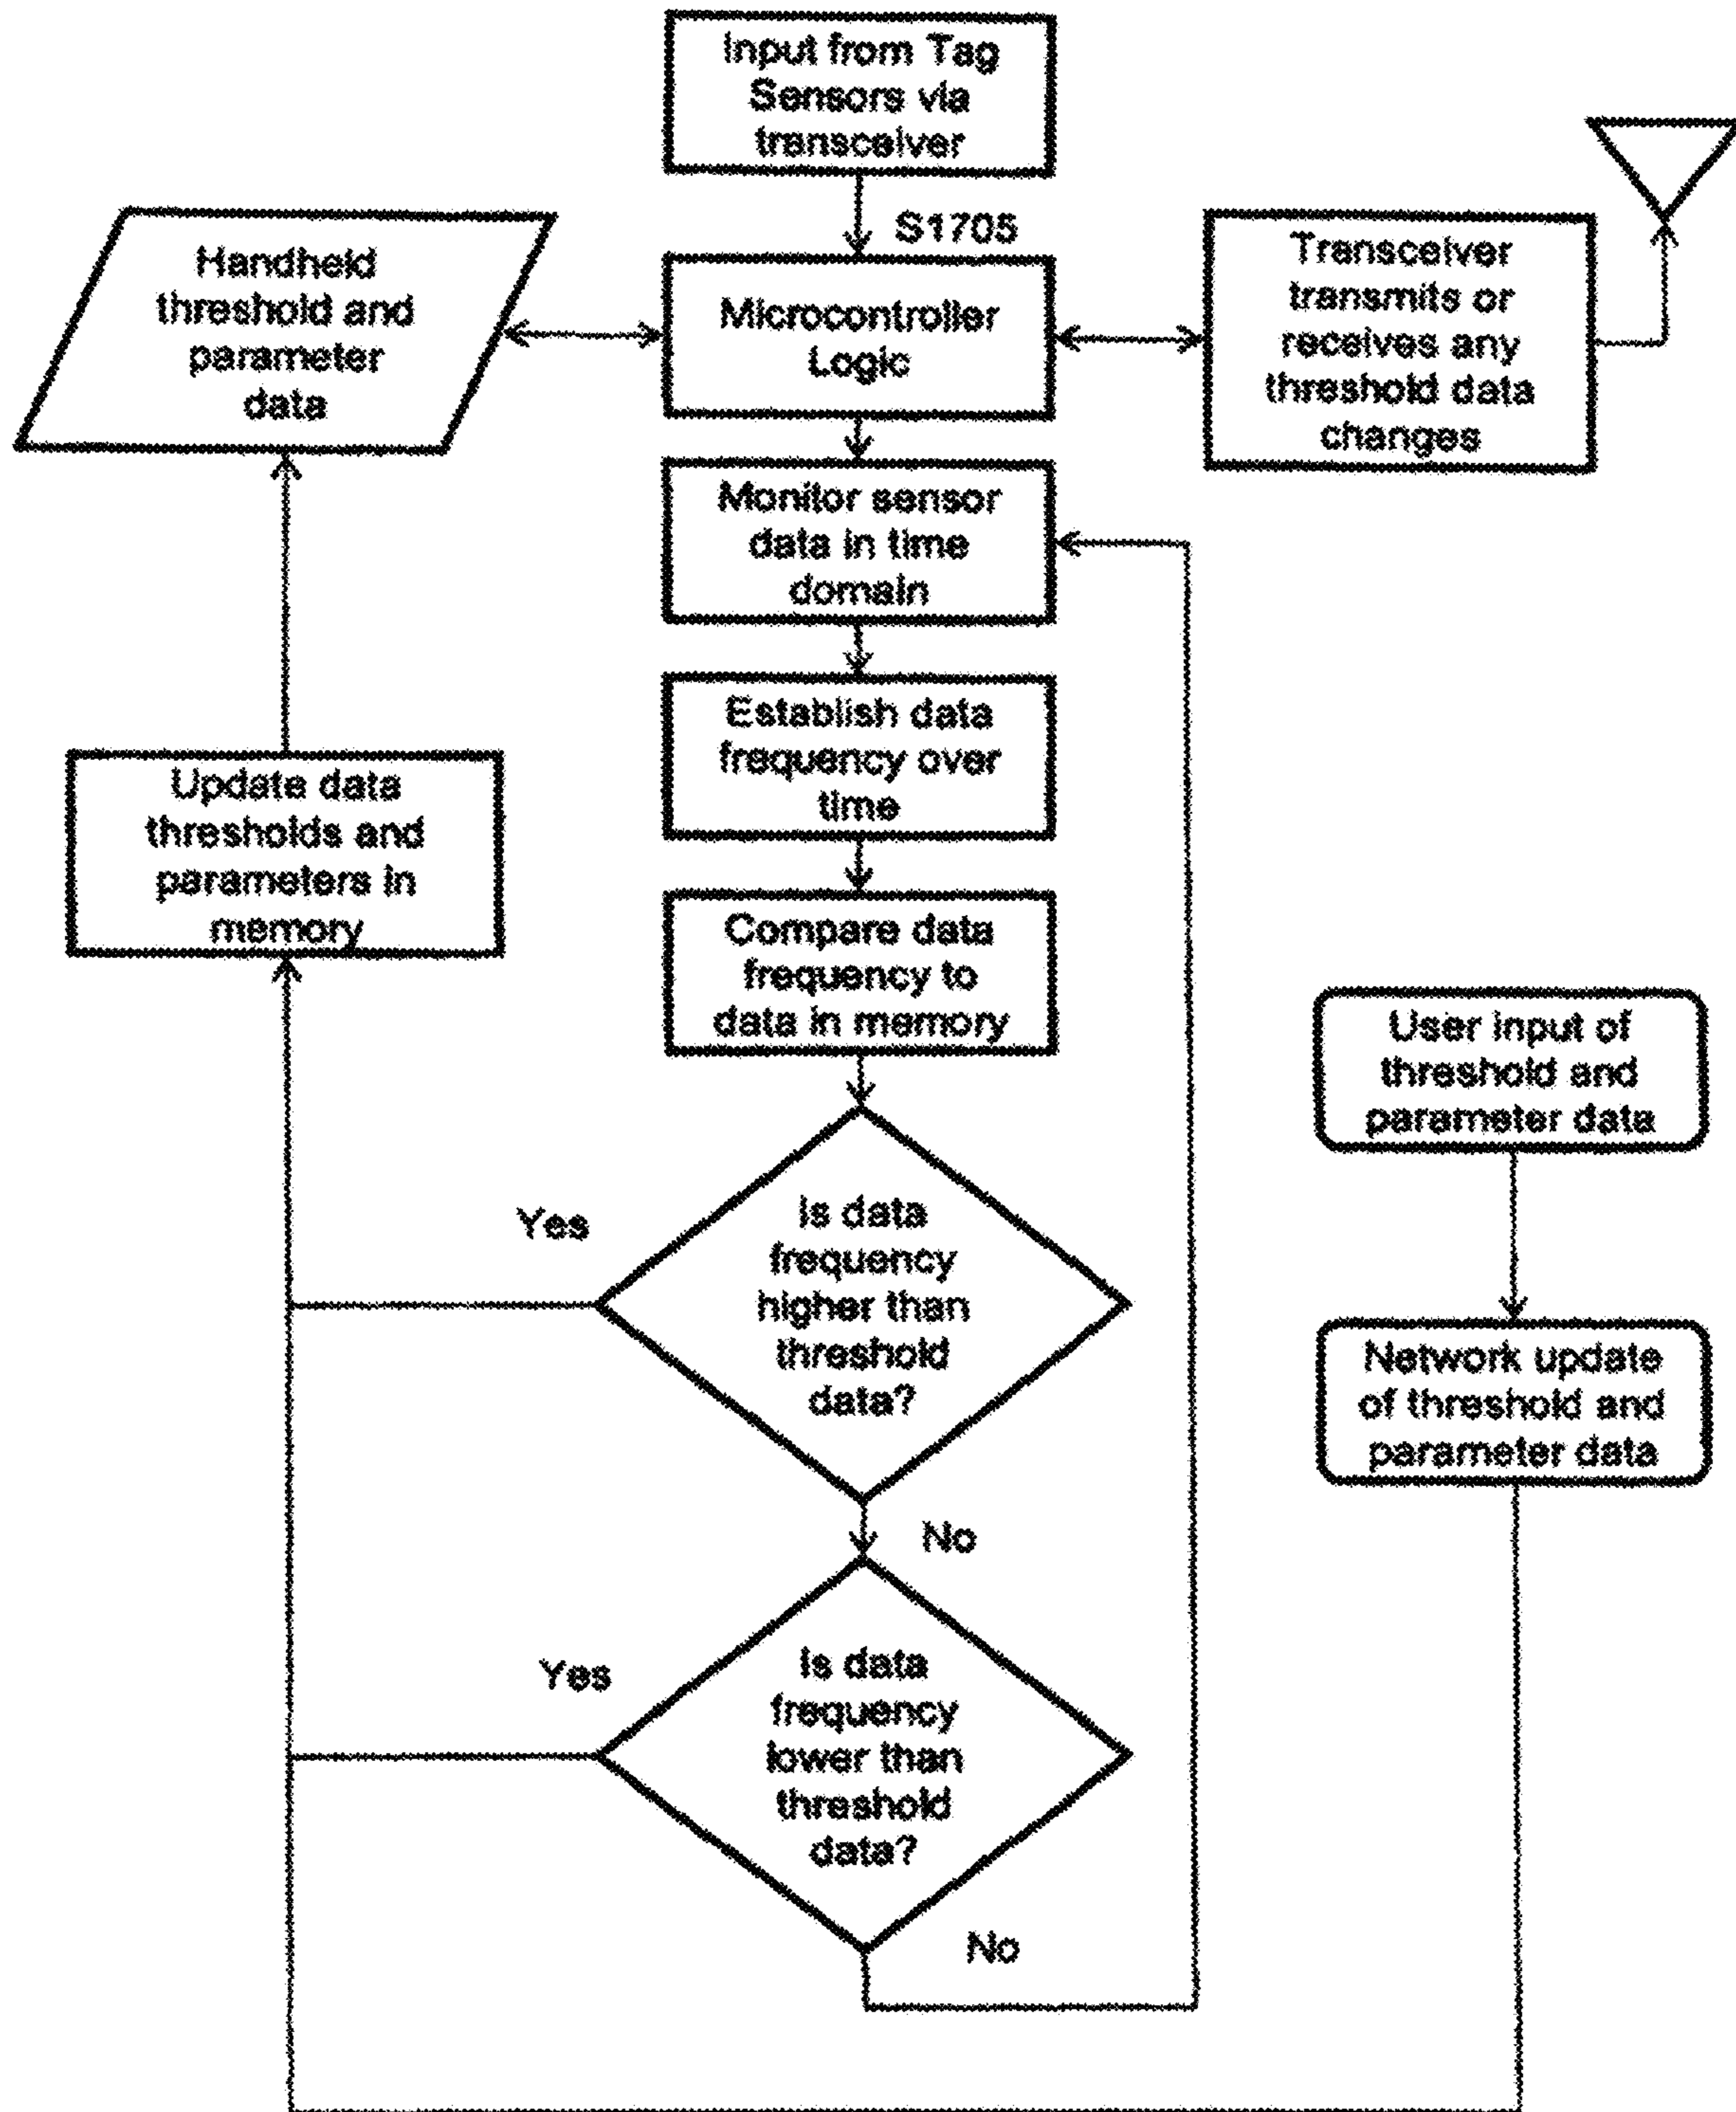 Input from Tag
Sensors via
transceiver
S1705
Handheld
threshold and
parameter
data
Microcontroller
Logic
Transceiver
transmits or
receives any
threshold data
changes
Monitor sensor
data in time
domain
Establish data
frequency over
time
Update data
thresholds and
parameters in
memory
Compare data
frequency to
data in memory
User input of
threshold and
parameter data
Yes
Is data
frequency
higher than
threshold
data?
Network update
of threshold and
parameter data
No
Yes
Is data
frequency
lower than
threshold
data?
No